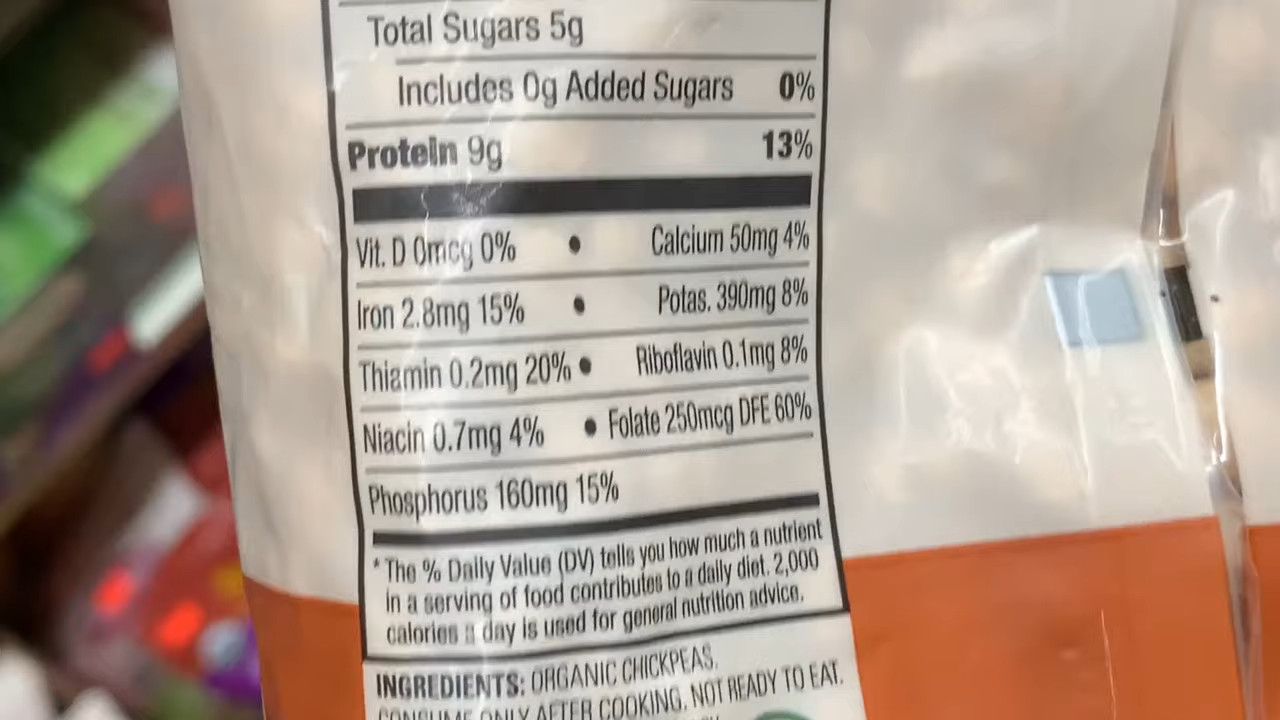 Total Sugars 5g
Includes 0g Added Sugars 0%
Protein 9g 13%
Vit. D 0mcg 0% • Calcium 50mg 4%
Iron 2.8mg 15% • Potas. 390mg 8%
Thiamin 0.2mg 20% • Riboflavin 0.1mg 8%
Niacin 0.7mg 4% • Folate 250mcg DFE 60%
Phosphorus 160mg 15%
* The % Daily Value (DV) tells you how much a nutrient
in a serving of food contributes to a daily diet. 2,000
calories a day is used for general nutrition advice.
INGREDIENTS: ORGANIC CHICKPEAS.
CONSUME ONLY AFTER COOKING. NOT READY TO EAT.